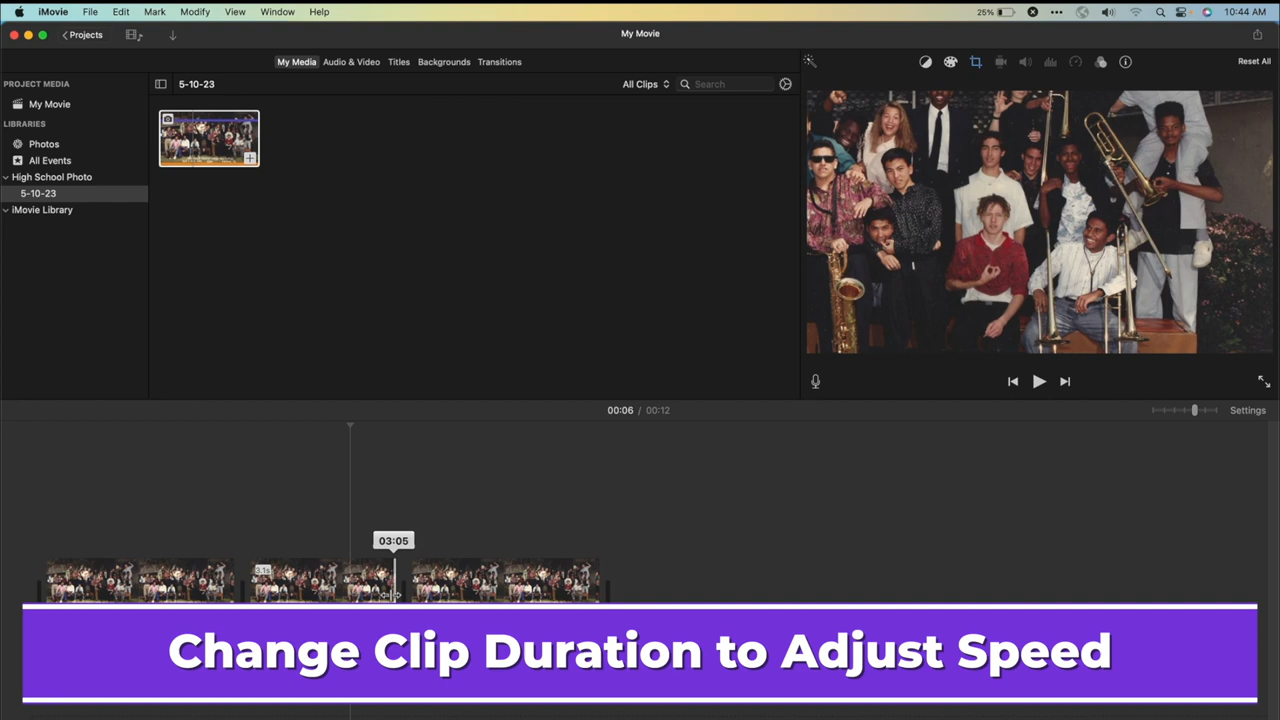 iMovie File Edit Mark Modify View Window Help
25% 10:44 AM
Projects
My Movie
My Media Audio & Video Titles Backgrounds Transitions
Reset All
PROJECT MEDIA
My Movie
LIBRARIES
Photos
All Events
High School Photo
5-10-23
iMovie Library
5-10-23
All Clips
Search
00:06 / 00:12
Settings
03:05
3.1s
Change Clip Duration to Adjust Speed